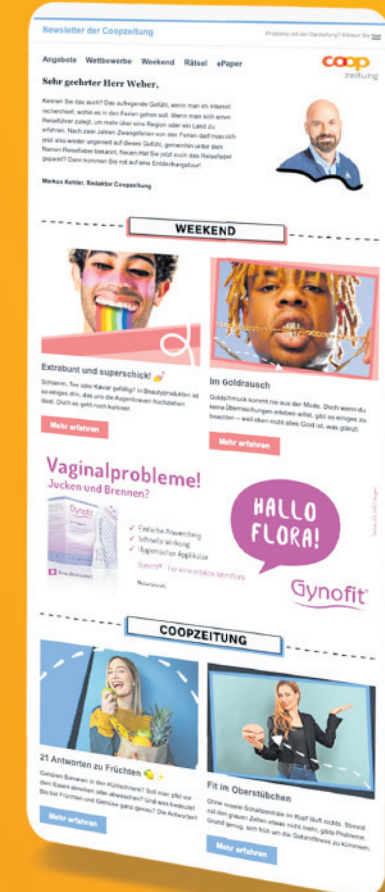 Newsletter der Coopzeitung
Probleme mit der Darstellung? Klicken Sie hier
Angebote Wettbewerbe Weekend Rätsel ePaper
coop
zeitung
Sehr geehrter Herr Weber,
Kennen Sie das auch? Das aufregende Gefühl, wenn man im Internet
recherchiert, wohin es in den Ferien gehen soll. Wenn man sich einen
Reiseführer zulegt, um mehr über eine Region oder ein Land zu
erfahren. Nach zwei Jahren Zwangsferien von den Ferien darf man sich
jetzt also wieder ungeniert auf dieses Gefühl, gemeinhin unter dem
Namen Reisefieber bekannt, freuen. Hat Sie jetzt auch das Reisefieber
gepackt? Dann kommen Sie mit auf eine Entdeckungstour!
Markus Kohler, Redaktor Coopzeitung
WEEKEND
Extrabunt und superschick!
Schlamm, Tee oder Kaviar gefällig? In Beautyprodukten ist
so einiges drin, das uns die Augenbrauen hochziehen
lässt. Doch es geht noch kurioser.
Mehr erfahren
Im Goldrausch
Goldschmuck kommt nie aus der Mode. Doch wenn du
keine Überraschungen erleben willst, gibt es einiges zu
beachten – weil eben nicht alles Gold ist, was glänzt.
Mehr erfahren
Vaginalprobleme!
Jucken und Brennen?
Gynofit
✓ Einfache Anwendung
✓ Schnelle Wirkung
✓ Hygienischer Applikator
Gynofit® - Für eine intakte Intimflora
HALLO
FLORA!
Gynofit®
COOPZEITUNG
21 Antworten zu Früchten
Gehören Bananen in den Kühlschrank? Soll man Äpfel vor
dem Essen abreiben oder abwaschen? Und was bedeutet
Bio bei Früchten und Gemüse ganz genau? Die Antworten!
Mehr erfahren
Fit im Oberstübchen
Ohne unsere Schaltzentrale im Kopf läuft nichts. Stimmt
mit den grauen Zellen etwas nicht mehr, gibts Probleme.
Grund genug, sich früh um die Gehirnfitness zu kümmern.
Mehr erfahren